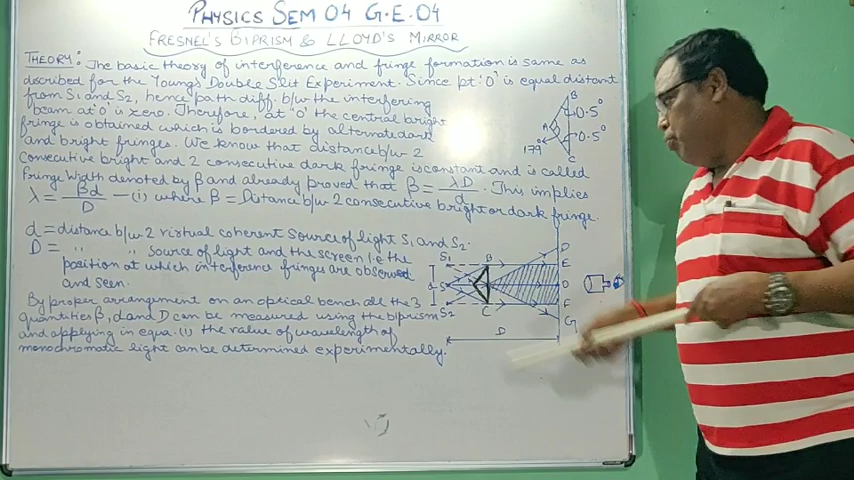 PHYSICS SEM 04 G.E.04
FRESNEL'S BIPRISM & LLOYD'S MIRROR
THEORY: The basic theory of interference and fringe formation is same as
discribed for the Young's Double Slit Experiment. Since pt 'O' is equal distant
from S1 and S2, hence path diff. b/w the interfering
beam at 'O' is zero. Therefore, at 'O' the central bright
fringe is obtained which is bordered by alternate dark
and bright fringes. We know that distance b/w 2
consecutive bright and 2 consecutive dark fringe is constant and is called
Fringe Width denoted by β and already proved that β = λD/d. This implies
λ = βd/D —(i) where β = Distance b/w 2 consecutive bright or dark fringe.
d = distance b/w 2 virtual coherent source of light S1 and S2.
D = " " source of light and the screen i.e the
position at which interference fringes are observed
and seen.
By proper arrangement on an optical bench all the 3
quantities β, d and D can be measured using the biprism
and applying in equa. (i) the value of wavelength of
monochromatic light can be determined experimentally.
B
0.5°
A
0.5°
179°
C
S1
B
P
E
d
S
O
S2
C
F
G
D